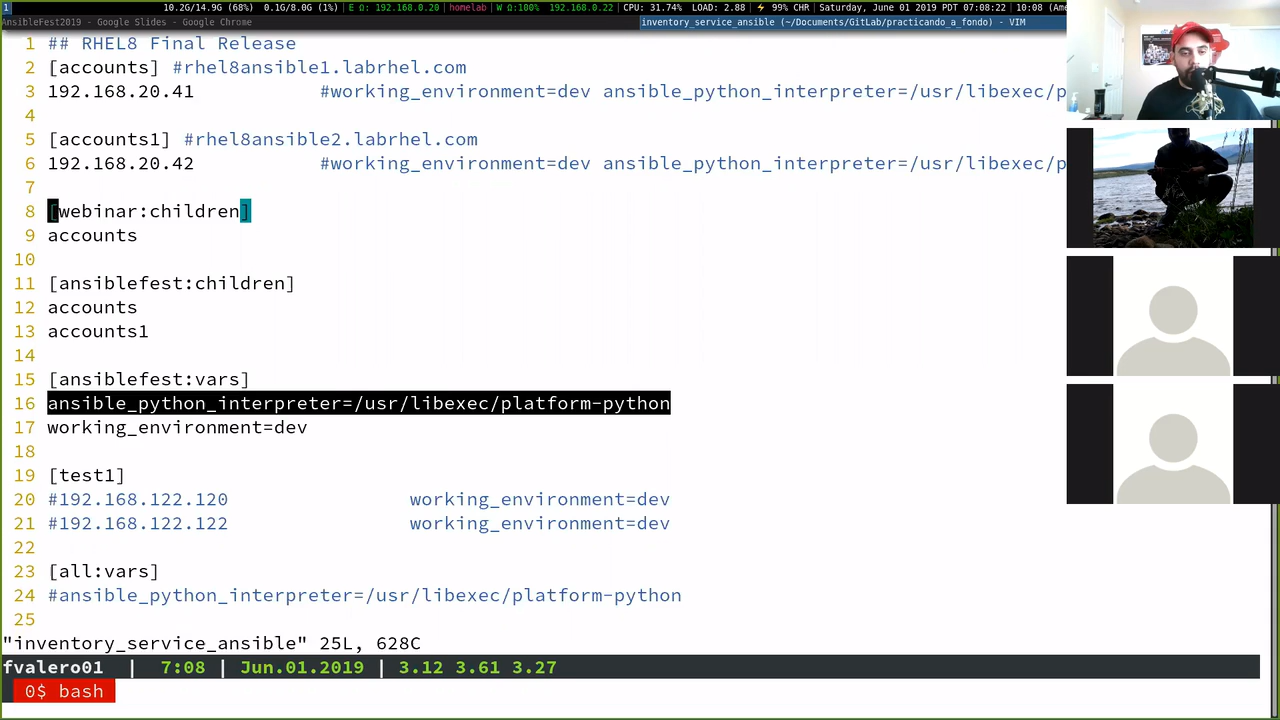 1 10.2G/14.9G (68%) | 0.1G/8.0G (1%) | E Ω: 192.168.0.20 | homelab | W Ω:100% 192.168.0.22 | CPU: 31.74% | LOAD: 2.88 | ⚡ 99% CHR | Saturday, June 01 2019 PDT 07:08:22 | 10:08 (Ame
AnsibleFest2019 - Google Slides - Google Chrome
inventory_service_ansible (~/Documents/GitLab/practicando_a_fondo) - VIM
1 ## RHEL8 Final Release
2 [accounts] #rhel8ansible1.labrhel.com
3 192.168.20.41 #working_environment=dev ansible_python_interpreter=/usr/libexec/p
4
5 [accounts1] #rhel8ansible2.labrhel.com
6 192.168.20.42 #working_environment=dev ansible_python_interpreter=/usr/libexec/p
7
8 [webinar:children]
9 accounts
10
11 [ansiblefest:children]
12 accounts
13 accounts1
14
15 [ansiblefest:vars]
16 ansible_python_interpreter=/usr/libexec/platform-python
17 working_environment=dev
18
19 [test1]
20 #192.168.122.120 working_environment=dev
21 #192.168.122.122 working_environment=dev
22
23 [all:vars]
24 #ansible_python_interpreter=/usr/libexec/platform-python
25
"inventory_service_ansible" 25L, 628C
fvalero01 | 7:08 | Jun.01.2019 | 3.12 3.61 3.27
0$ bash